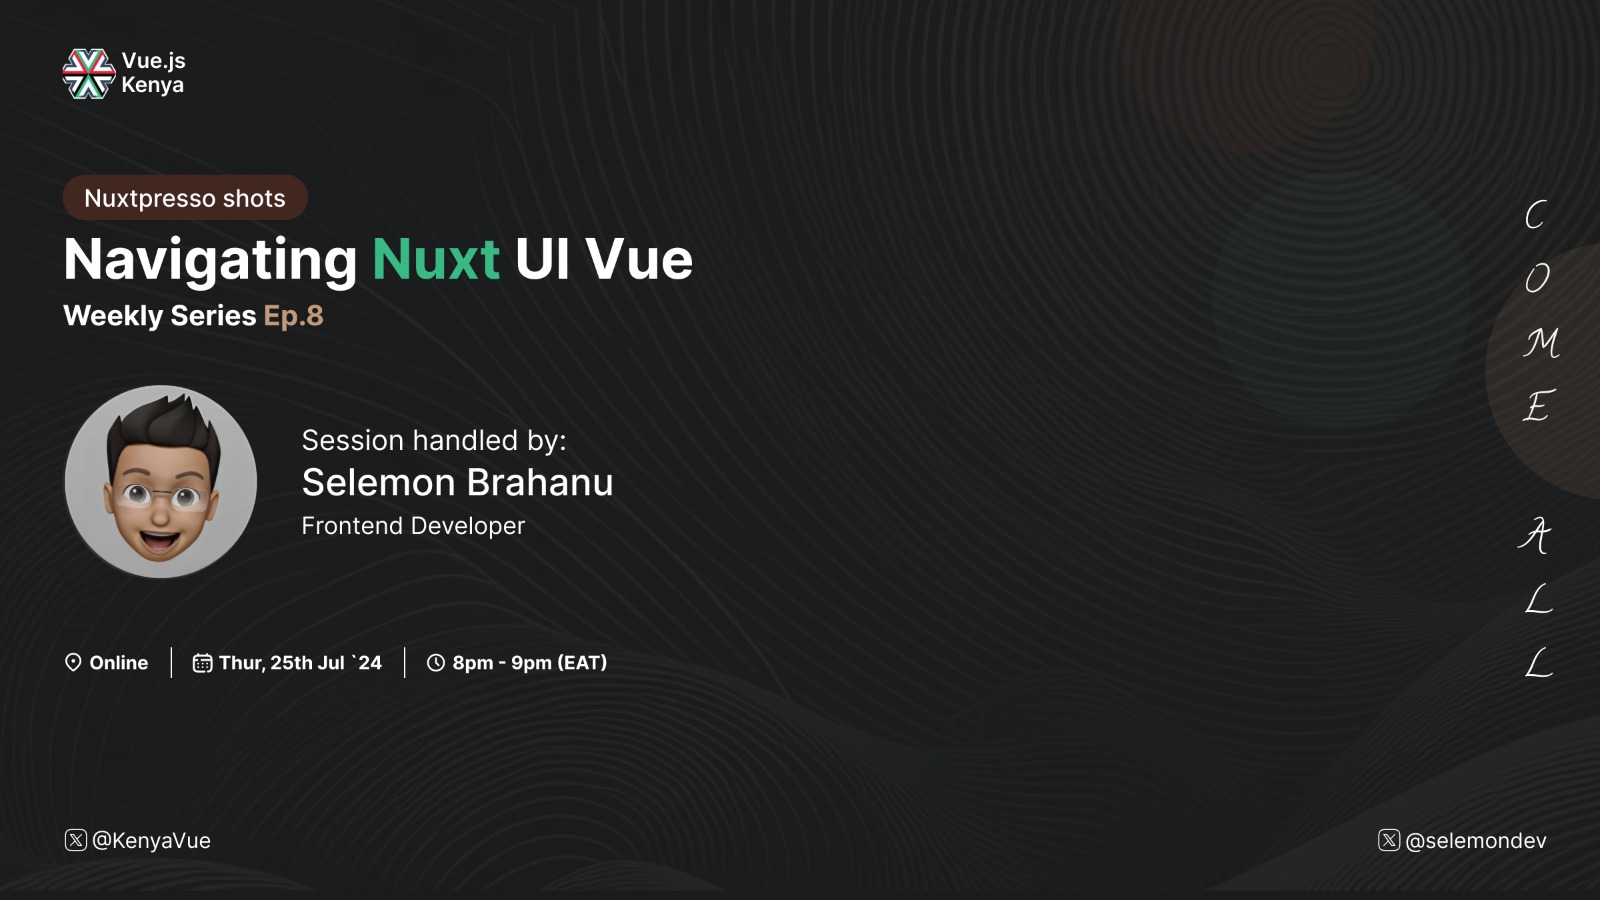 Vue.js
Kenya
Nuxtpresso shots
Navigating Nuxt UI Vue
Weekly Series Ep.8
Session handled by:
Selemon Brahanu
Frontend Developer
Online
Thur, 25th Jul `24
8pm - 9pm (EAT)
@KenyaVue
@selemondev
C
O
M
E
A
L
L